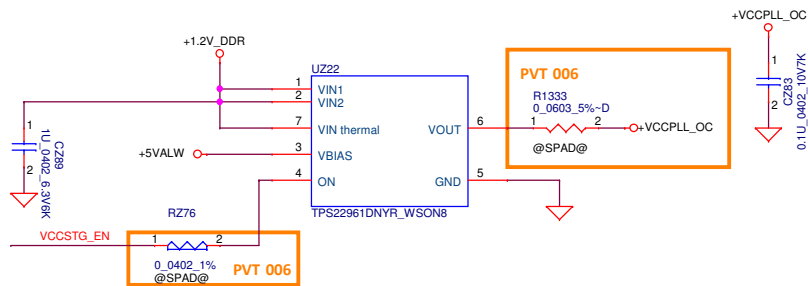 +VCCPLL_OC
+1.2V_DDR
UZ22
PVT 006
1
VIN1
2
VIN2
R1333
0_0603_5%~D
7
VIN thermal
VOUT
6
1
2
+VCCPLL_OC
+5VALW
3
VBIAS
@SPAD@
4
ON
GND
5
TPS22961DNYR_WSON8
1
2
CZ89
1U_0402_6.3V6K
1
2
CZ83
0.1U_0402_10V7K
RZ76
VCCSTG_EN
1
2
0_0402_1%
PVT 006
@SPAD@